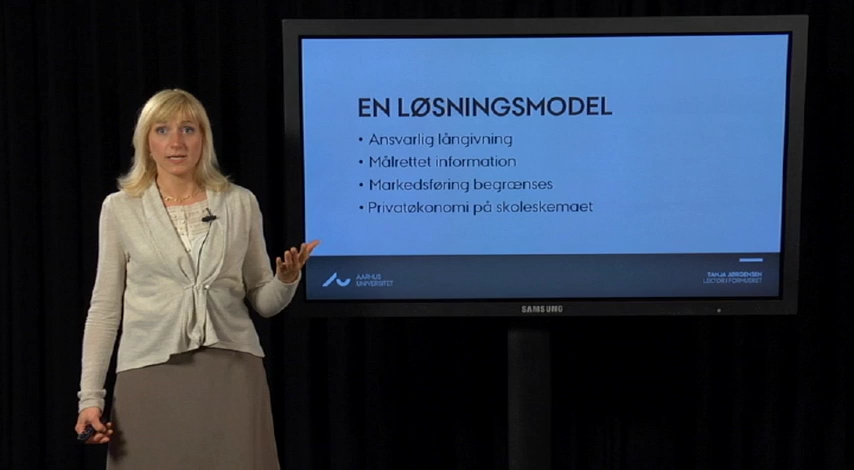 EN LØSNINGSMODEL
• Ansvarlig långivning
• Målrettet information
• Markedsføring begrænses
• Privatøkonomi på skoleskemaet
AARHUS
UNIVERSITET
TANJA JØRGENSEN
LEKTOR I FORMUERET
SAMSUNG